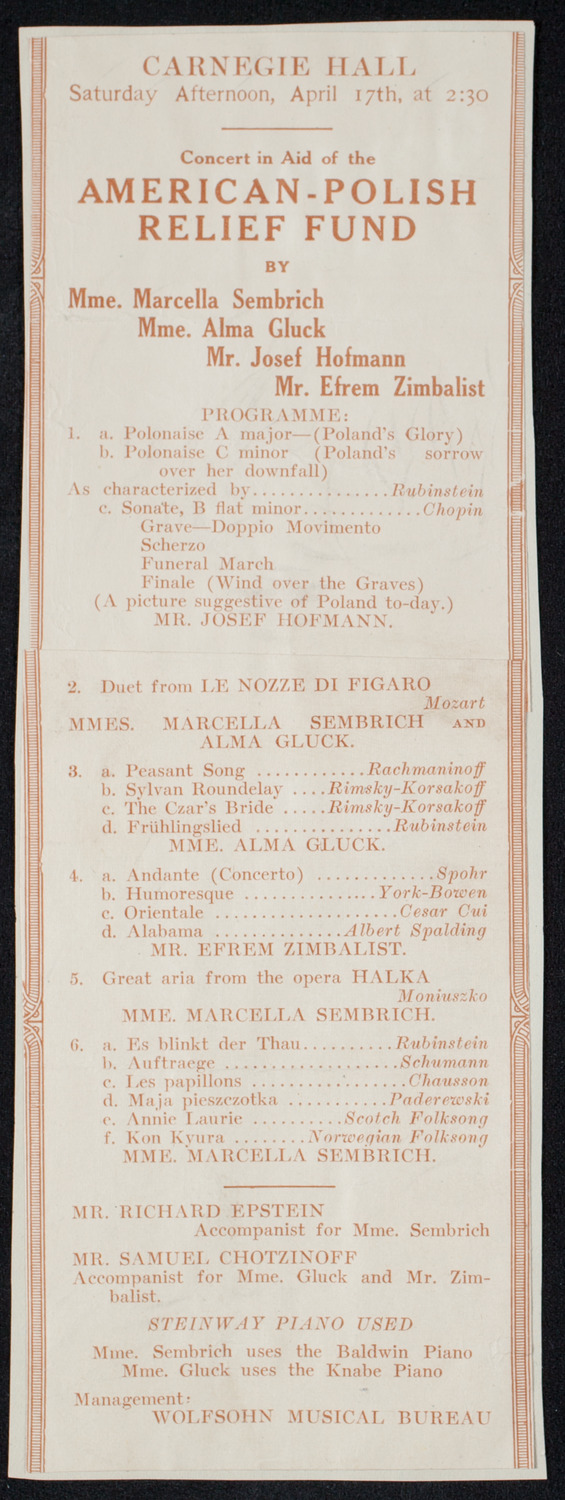 CARNEGIE HALL
Saturday Afternoon, April 17th, at 2:30
Concert in Aid of the
AMERICAN-POLISH
RELIEF FUND
BY
Mme. Marcella Sembrich
Mme. Alma Gluck
Mr. Josef Hofmann
Mr. Efrem Zimbalist
PROGRAMME:
1. a. Polonaise A major—(Poland's Glory)
b. Polonaise C minor (Poland's sorrow
over her downfall)
As characterized by...............Rubinstein
c. Sonate, B flat minor.............Chopin
Grave—Doppio Movimento
Scherzo
Funeral March
Finale (Wind over the Graves)
(A picture suggestive of Poland to-day.)
MR. JOSEF HOFMANN.
2. Duet from LE NOZZE DI FIGARO
Mozart
MMES. MARCELLA SEMBRICH AND
ALMA GLUCK.
3. a. Peasant Song ............Rachmaninoff
b. Sylvan Roundelay ....Rimsky-Korsakoff
c. The Czar's Bride .....Rimsky-Korsakoff
d. Frühlingslied ...............Rubinstein
MME. ALMA GLUCK.
4. a. Andante (Concerto) .............Spohr
b. Humoresque ...............York-Bowen
c. Orientale ....................Cesar Cui
d. Alabama ..............Albert Spalding
MR. EFREM ZIMBALIST.
5. Great aria from the opera HALKA
Moniuszko
MME. MARCELLA SEMBRICH.
6. a. Es blinkt der Thau..........Rubinstein
b. Auftraege ...................Schumann
c. Les papillons .................Chausson
d. Maja pieszczotka ...........Paderewski
e. Annie Laurie ..........Scotch Folksong
f. Kon Kyura ........Norwegian Folksong
MME. MARCELLA SEMBRICH.
MR. RICHARD EPSTEIN
Accompanist for Mme. Sembrich
MR. SAMUEL CHOTZINOFF
Accompanist for Mme. Gluck and Mr. Zim-
balist.
STEINWAY PIANO USED
Mme. Sembrich uses the Baldwin Piano
Mme. Gluck uses the Knabe Piano
Management:
WOLFSOHN MUSICAL BUREAU